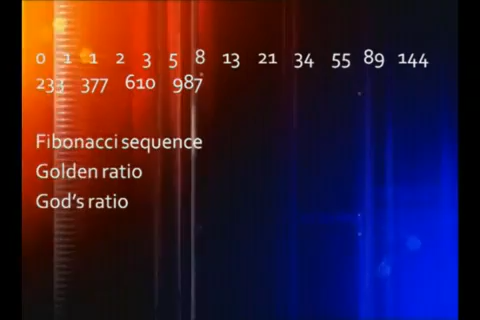 0 1 1 2 3 5 8 13 21 34 55 89 144
233 377 610 987
Fibonacci sequence
Golden ratio
God's ratio